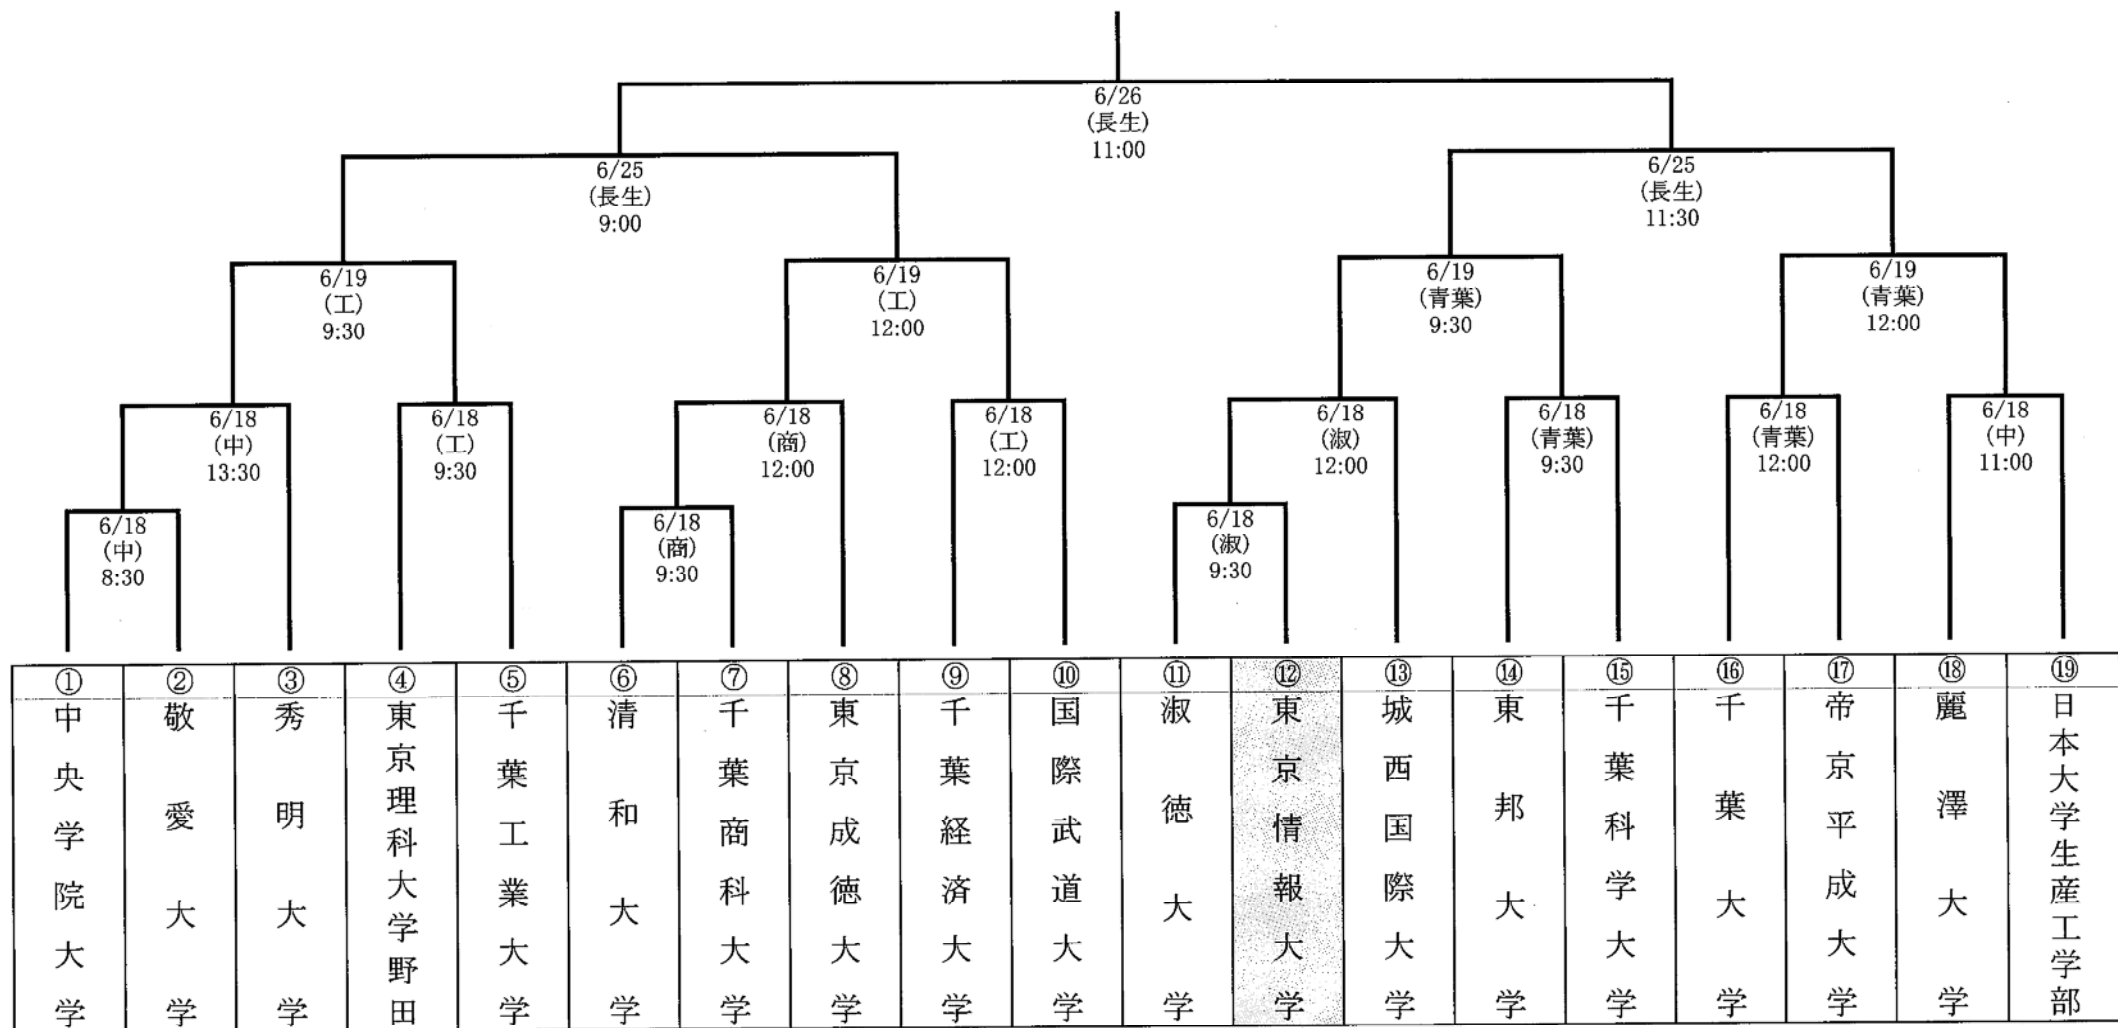 6/26
(長生)
11:00
6/25
(長生)
9:00
6/25
(長生)
11:30
6/19
(工)
9:30
6/19
(工)
12:00
6/19
(青葉)
9:30
6/19
(青葉)
12:00
6/18
(中)
13:30
6/18
(工)
9:30
6/18
(商)
12:00
6/18
(工)
12:00
6/18
(淑)
12:00
6/18
(青葉)
9:30
6/18
(青葉)
12:00
6/18
(中)
11:00
6/18
(中)
8:30
6/18
(商)
9:30
6/18
(淑)
9:30
①中央学院大学
②敬愛大学
③秀明大学
④東京理科大学野田
⑤千葉工業大学
⑥清和大学
⑦千葉商科大学
⑧東京成徳大学
⑨千葉経済大学
⑩国際武道大学
⑪淑徳大学
⑫東京情報大学
⑬城西国際大学
⑭東邦大学
⑮千葉科学大学
⑯千葉大学
⑰帝京平成大学
⑱麗澤大学
⑲日本大学生産工学部